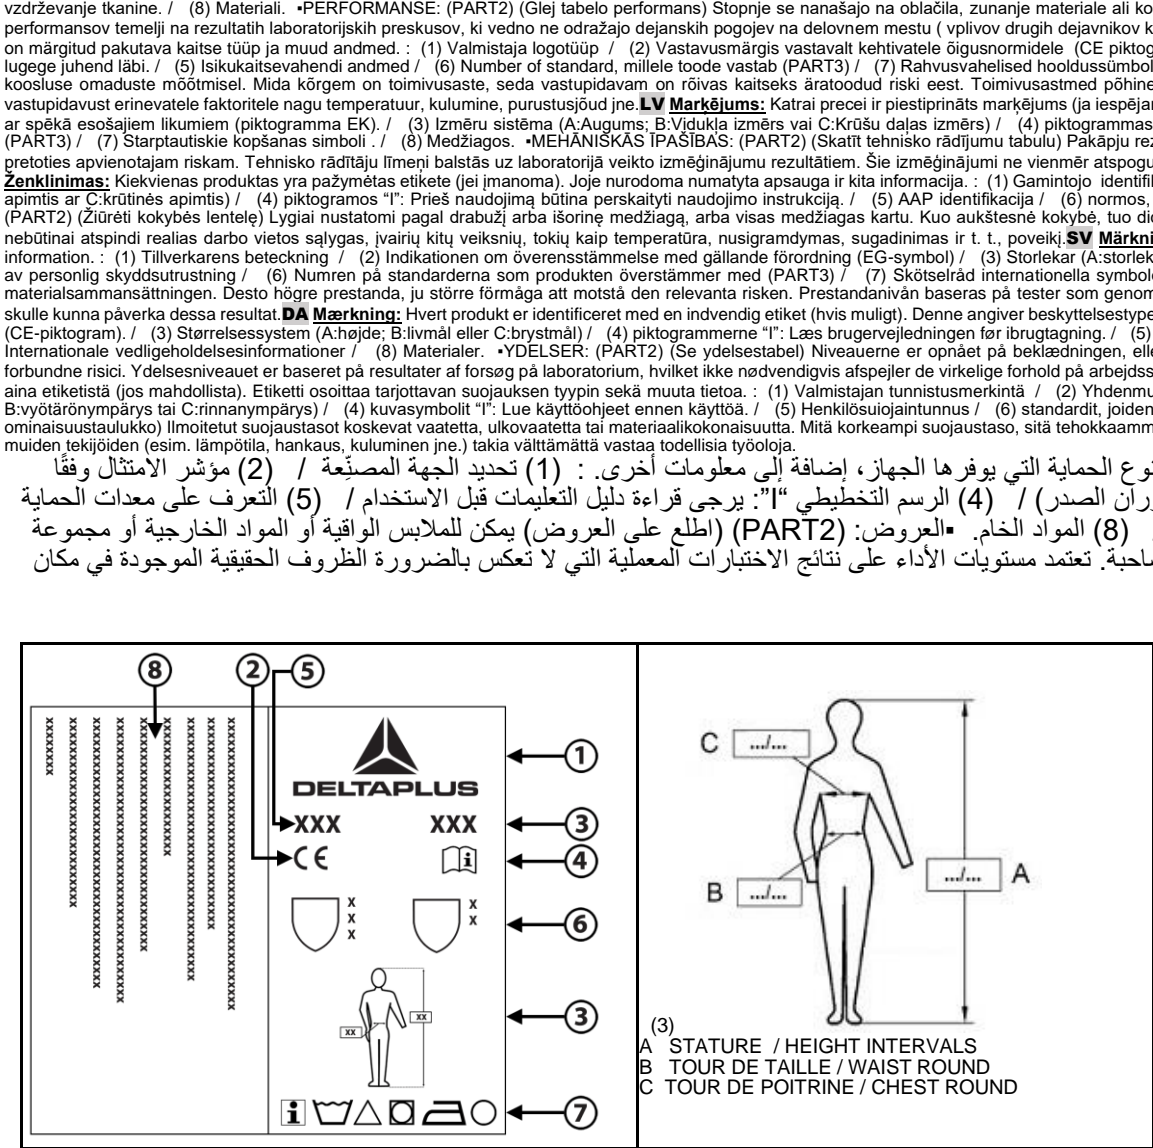 vzdrževanje tkanine. / (8) Materiali. ▪PERFORMANSE: (PART2) (Glej tabelo performans) Stopnje se nanašajo na oblačila, zunanje materiale ali ko
performansov temelji na rezultatih laboratorijskih preskusov, ki vedno ne odražajo dejanskih pogojev na delovnem mestu ( vplivov drugih dejavnikov k
on märgitud pakutava kaitse tüüp ja muud andmed. : (1) Valmistaja logotüüp / (2) Vastavusmärgis vastavalt kehtivatele õigusnormidele (CE piktog
lugege juhend läbi. / (5) Isikukaitsevahendi andmed / (6) Number of standard, millele toode vastab (PART3) / (7) Rahvusvahelised hooldussümbol
koosluse omaduste mõõtmisel. Mida kõrgem on toimivusaste, seda vastupidavam on rõivas kaitseks äratoodud riski eest. Toimivusastmed põhine
vastupidavust erinevatele faktoritele nagu temperatuur, kulumine, purustusjõud jne.LV Marķējums: Katrai precei ir piestiprināts marķējums (ja iespējar
ar spēkā esošajiem likumiem (piktogramma EK). / (3) Izmēru sistēma (A:Augums; B:Vidukļa izmērs vai C:Krūšu daļas izmērs) / (4) piktogrammas
(PART3) / (7) Starptautiskie kopšanas simboli . / (8) Medžiagos. ▪MEHĀNISKĀS ĪPAŠĪBAS: (PART2) (Skatīt tehnisko rādījumu tabulu) Pakāpju rez
pretoties apvienotajam riskam. Tehnisko rādītāju līmeņi balstās uz laboratorijā veikto izmēģinājumu rezultātiem. Šie izmēģinājumi ne vienmēr atspogu
Ženklinimas: Kiekvienas produktas yra pažymėtas etikete (jei įmanoma). Joje nurodoma numatyta apsauga ir kita informacija. : (1) Gamintojo identifil
apimtis ar C:krūtinės apimtis) / (4) piktogramos “I”: Prieš naudojimą būtina perskaityti naudojimo instrukciją. / (5) AAP identifikacija / (6) normos,
(PART2) (Žiūrėti kokybės lentelę) Lygiai nustatomi pagal drabužį arba išorinę medžiagą, arba visas medžiagas kartu. Kuo aukštesnė kokybė, tuo dic
nebūtinai atspindi realias darbo vietos sąlygas, įvairių kitų veiksnių, tokių kaip temperatūra, nusigramdymas, sugadinimas ir t. t., poveikį.SV Märkni
information. : (1) Tillverkarens beteckning / (2) Indikationen om överensstämmelse med gällande förordning (EG-symbol) / (3) Storlekar (A:storlek
av personlig skyddsutrustning / (6) Numren på standarderna som produkten överstämmer med (PART3) / (7) Skötselråd internationella symbole
materialsammansättningen. Desto högre prestanda, ju större förmåga att motstå den relevanta risken. Prestandanivån baseras på tester som genom
skulle kunna påverka dessa resultat.DA Mærkning: Hvert produkt er identificeret med en indvendig etiket (hvis muligt). Denne angiver beskyttelsestype
(CE-piktogram). / (3) Størrelsessystem (A:højde; B:livmål eller C:brystmål) / (4) piktogrammerne “I”: Læs brugervejledningen før ibrugtagning. / (5)
Internationale vedligeholdelsesinformationer / (8) Materialer. ▪YDELSER: (PART2) (Se ydelsestabel) Niveauerne er opnået på beklædningen, elle
forbundne risici. Ydelsesniveauet er baseret på resultater af forsøg på laboratorium, hvilket ikke nødvendigvis afspejler de virkelige forhold på arbejdss
aina etiketistä (jos mahdollista). Etiketti osoittaa tarjottavan suojauksen tyypin sekä muuta tietoa. : (1) Valmistajan tunnistusmerkintä / (2) Yhdenmu
B:vyötärönympärys tai C:rinnanympärys) / (4) kuvasymbolit “I”: Lue käyttöohjeet ennen käyttöä. / (5) Henkilösuiojaintunnus / (6) standardit, joiden
ominaisuustaulukko) Ilmoitetut suojaustasot koskevat vaatetta, ulkovaatetta tai materiaalikokonaisuutta. Mitä korkeampi suojaustaso, sitä tehokkaamm
muiden tekijöiden (esim. lämpötila, hankaus, kuluminen jne.) takia välttämättä vastaa todellisia työoloja.
نوع الحماية التي يوفرها الجهاز، إضافة إلى معلومات أخرى. : (1) تحديد الجهة المصنِّعة / (2) مؤشر الامتثال وفقًا
وران الصدر) / (4) الرسم التخطيطي “I”: يرجى قراءة دليل التعليمات قبل الاستخدام / (5) التعرف على معدات الحماية
(8) المواد الخام. ▪العروض: (PART2) (اطلع على العروض) يمكن للملابس الواقية أو المواد الخارجية أو مجموعة
صاحبة. تعتمد مستويات الأداء على نتائج الاختبارات المعملية التي لا تعكس بالضرورة الظروف الحقيقية الموجودة في مكان
8 2 5
1
DELTAPLUS
XXX XXX 3
CE i 4
x x x x x 6
xx xx 3
i 7
C .../...
B .../...
.../... A
(3)
A STATURE / HEIGHT INTERVALS
B TOUR DE TAILLE / WAIST ROUND
C TOUR DE POITRINE / CHEST ROUND